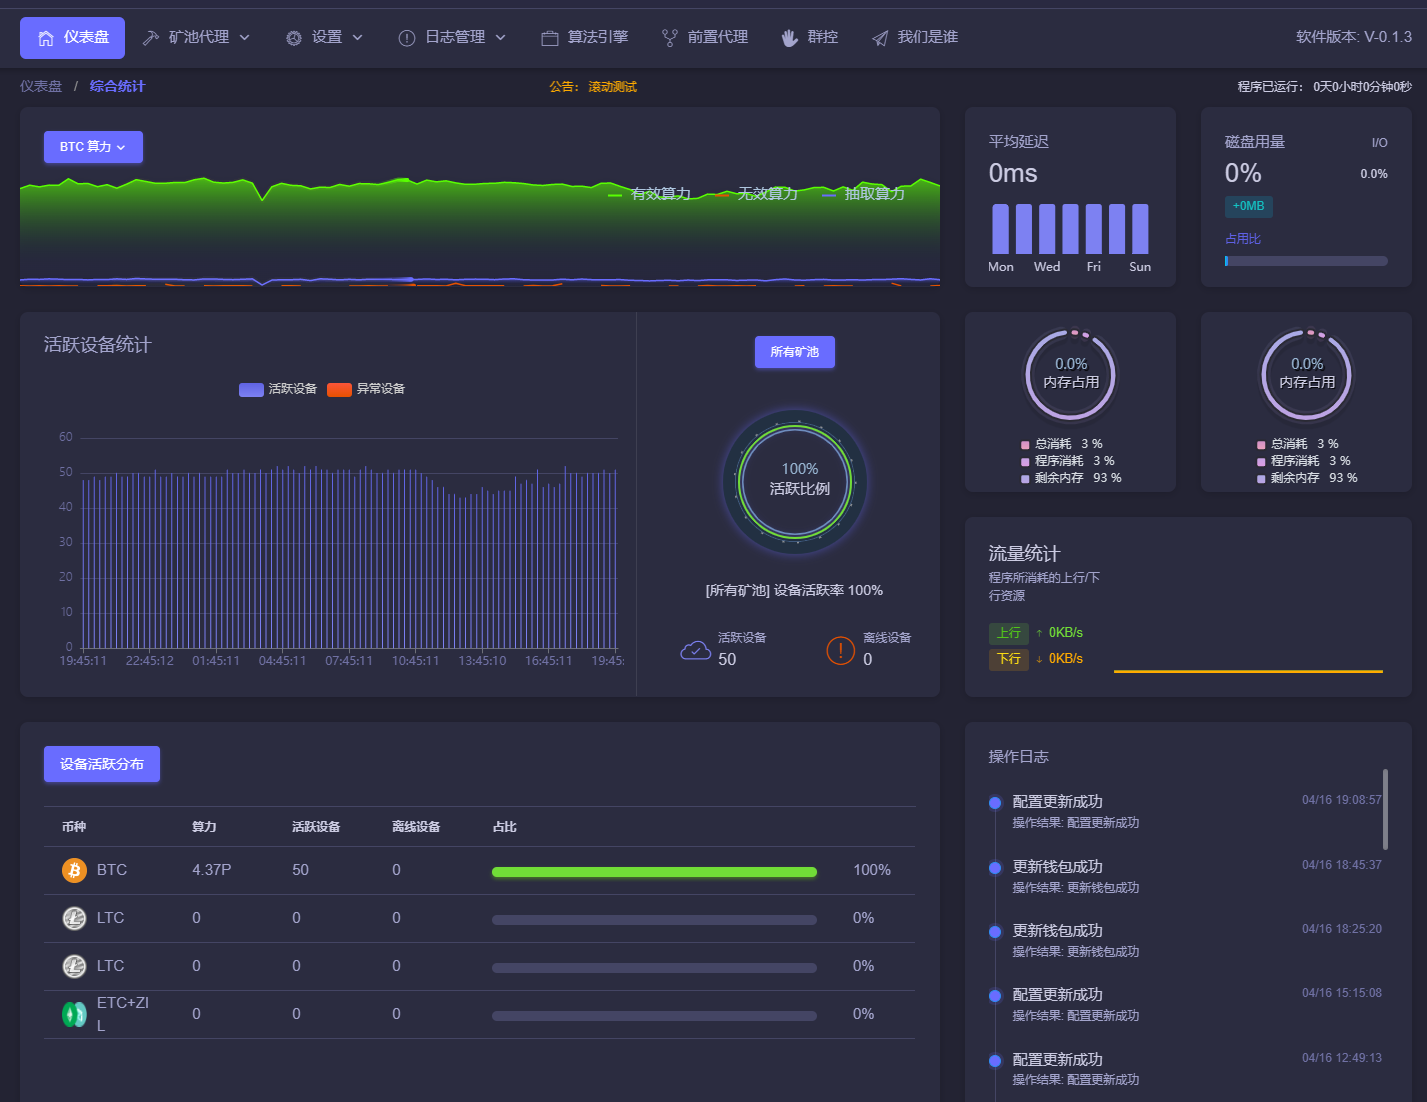 仪表盘 矿池代理 设置 日志管理 算法引擎 前置代理 群控 我们是谁 软件版本: V-0.1.3
仪表盘 / 综合统计 公告: 滚动测试 程序已运行: 0天0小时0分钟0秒
BTC 算力
有效算力 无效算力 抽取算力
平均延迟
0ms
Mon Wed Fri Sun
磁盘用量 I/O
0% 0.0%
+0MB
占用比
活跃设备统计
活跃设备 异常设备
60
50
40
30
20
10
0
19:45:11 22:45:12 01:45:11 04:45:11 07:45:11 10:45:11 13:45:10 16:45:11 19:45:
所有矿池
100%
活跃比例
[所有矿池] 设备活跃率 100%
活跃设备
50
离线设备
0
0.0%
内存占用
总消耗 3 %
程序消耗 3 %
剩余内存 93 %
0.0%
内存占用
总消耗 3 %
程序消耗 3 %
剩余内存 93 %
流量统计
程序所消耗的上行/下
行资源
上行 ↑ 0KB/s
下行 ↓ 0KB/s
设备活跃分布
币种 算力 活跃设备 离线设备 占比
BTC 4.37P 50 0 100%
LTC 0 0 0 0%
LTC 0 0 0 0%
ETC+ZI
L 0 0 0 0%
操作日志
配置更新成功 04/16 19:08:57
操作结果: 配置更新成功
更新钱包成功 04/16 18:45:37
操作结果: 更新钱包成功
更新钱包成功 04/16 18:25:20
操作结果: 更新钱包成功
配置更新成功 04/16 15:15:08
操作结果: 配置更新成功
配置更新成功 04/16 12:49:13
操作结果: 配置更新成功